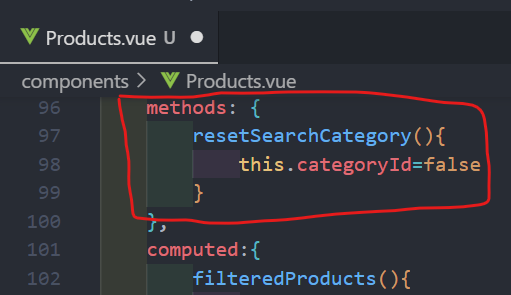 Products.vue U
components > Products.vue
96 methods: {
97 resetSearchCategory(){
98 this.categoryId=false
99 }
100 },
101 computed:{
102 filteredProducts(){